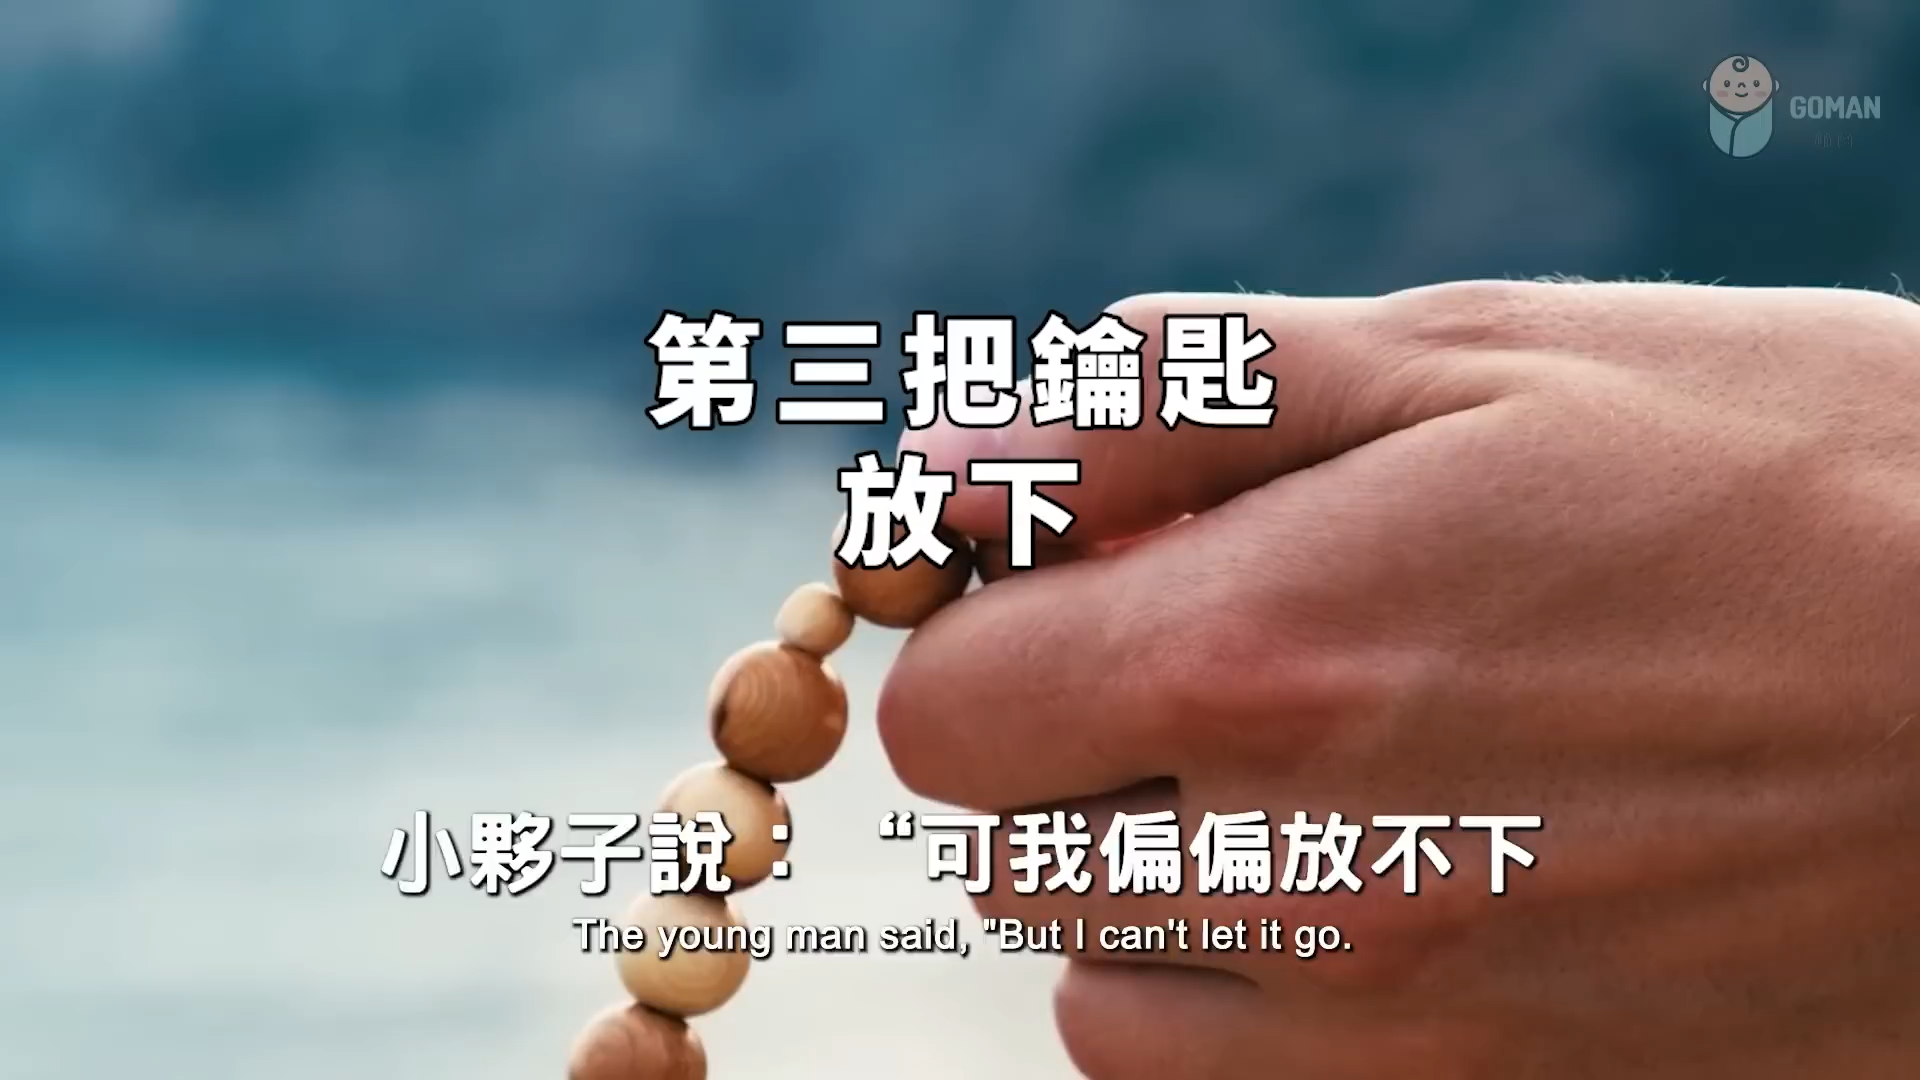 GOMAN
第三把鑰匙
放下
小夥子說：“可我偏偏放不下
The young man said, "But I can't let it go.